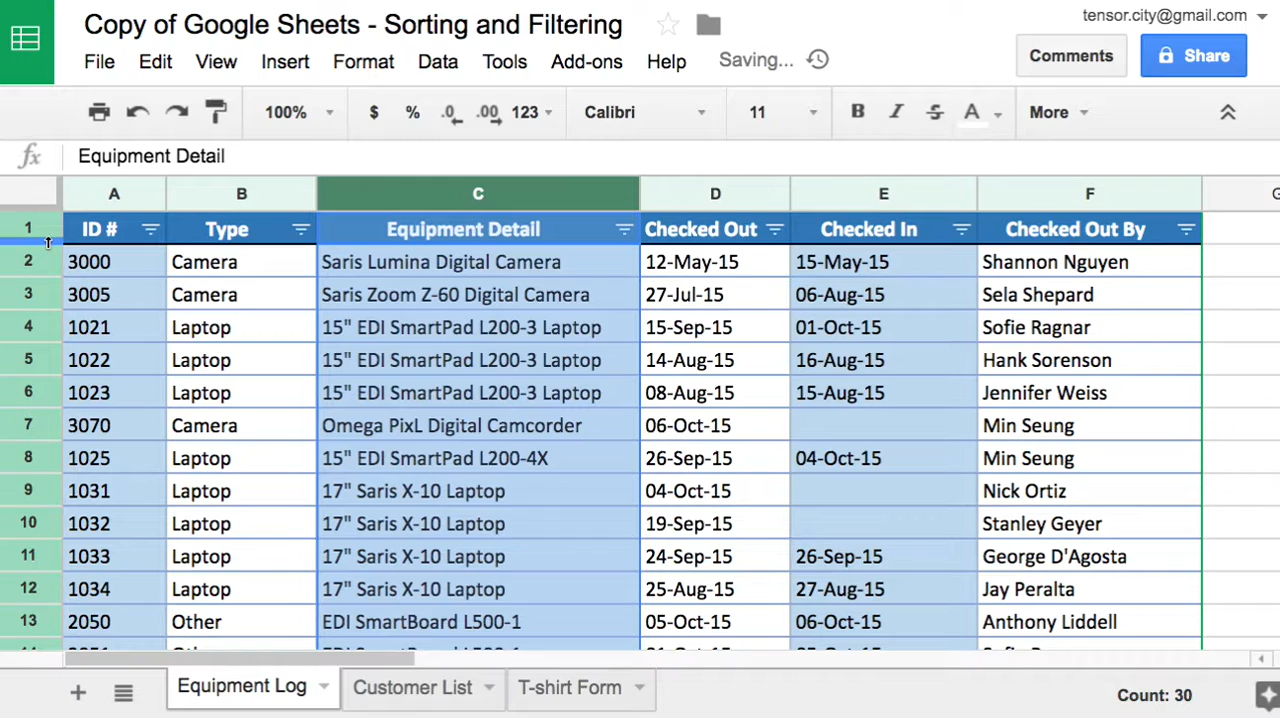 Copy of Google Sheets - Sorting and Filtering
tensor.city@gmail.com
File Edit View Insert Format Data Tools Add-ons Help Saving...
Comments
Share
100% $ % .0 .00 123 Calibri 11 B I S A More
fx Equipment Detail
A B C D E F G
1 ID # Type Equipment Detail Checked Out Checked In Checked Out By
2 3000 Camera Saris Lumina Digital Camera 12-May-15 15-May-15 Shannon Nguyen
3 3005 Camera Saris Zoom Z-60 Digital Camera 27-Jul-15 06-Aug-15 Sela Shepard
4 1021 Laptop 15" EDI SmartPad L200-3 Laptop 15-Sep-15 01-Oct-15 Sofie Ragnar
5 1022 Laptop 15" EDI SmartPad L200-3 Laptop 14-Aug-15 16-Aug-15 Hank Sorenson
6 1023 Laptop 15" EDI SmartPad L200-3 Laptop 08-Aug-15 15-Aug-15 Jennifer Weiss
7 3070 Camera Omega PixL Digital Camcorder 06-Oct-15 Min Seung
8 1025 Laptop 15" EDI SmartPad L200-4X 26-Sep-15 04-Oct-15 Min Seung
9 1031 Laptop 17" Saris X-10 Laptop 04-Oct-15 Nick Ortiz
10 1032 Laptop 17" Saris X-10 Laptop 19-Sep-15 Stanley Geyer
11 1033 Laptop 17" Saris X-10 Laptop 24-Sep-15 26-Sep-15 George D'Agosta
12 1034 Laptop 17" Saris X-10 Laptop 25-Aug-15 27-Aug-15 Jay Peralta
13 2050 Other EDI SmartBoard L500-1 05-Oct-15 06-Oct-15 Anthony Liddell
Equipment Log Customer List T-shirt Form Count: 30